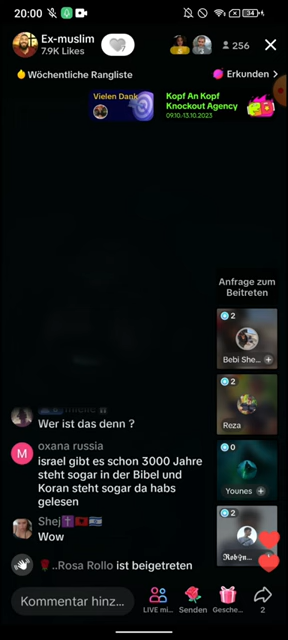 20:00
Ex-muslim
7.9K Likes
256
Wöchentliche Rangliste
Erkunden
Vielen Dank
Kopf An Kopf
Knockout Agency
09.10.-13.10.2023
Anfrage zum
Beitreten
2
Bebi She...
2
Reza
0
Younes
2
Wer ist das denn ?
oxana russia
israel gibt es schon 3000 Jahre
steht sogar in der Bibel und
Koran steht sogar da habs
gelesen
Shej
Wow
..Rosa Rollo ist beigetreten
Kommentar hinz...
LIVE mi...
Senden
Gesche...
2